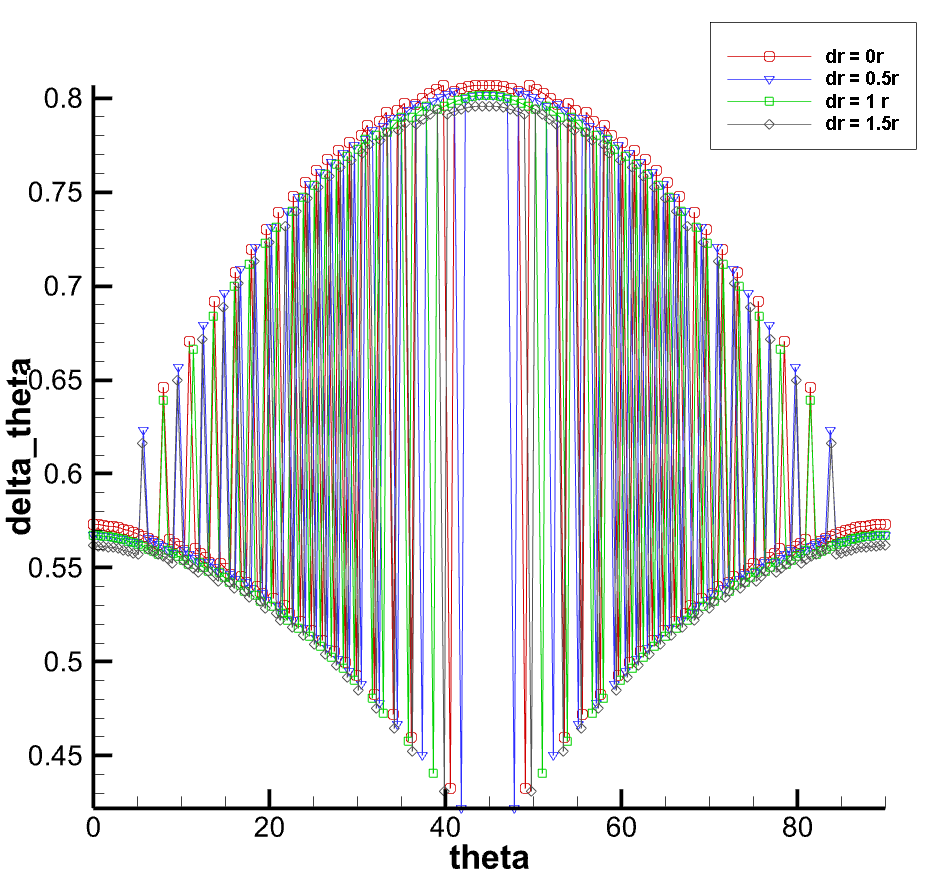 dr = 0r
dr = 0.5r
dr = 1 r
dr = 1.5r
0.8
0.75
0.7
0.65
0.6
0.55
0.5
0.45
delta_theta
0 20 40 60 80
theta